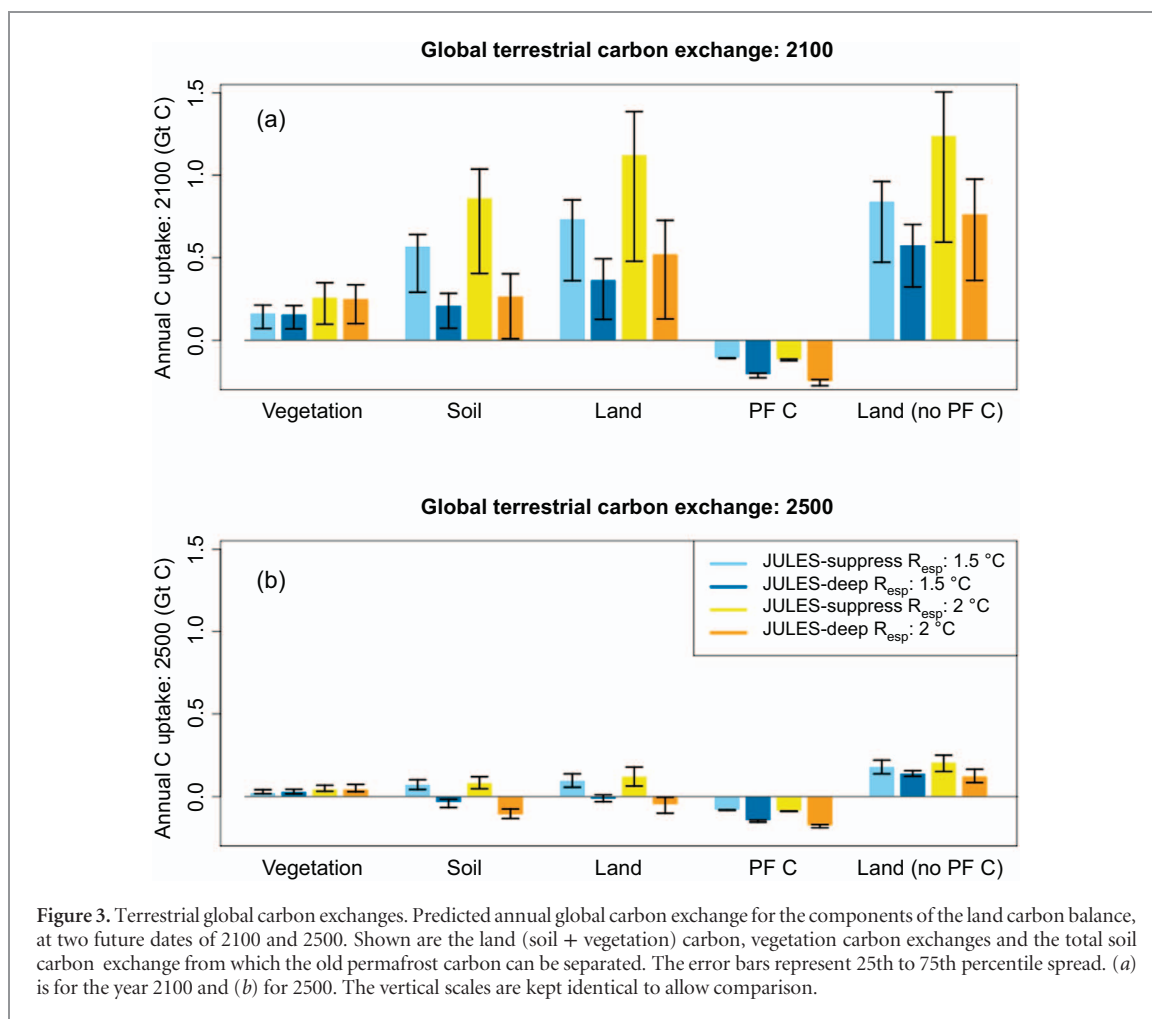 Global terrestrial carbon exchange: 2100
(a)
Annual C uptake: 2100 (Gt C)
1.5
1.0
0.5
0.0
Vegetation Soil Land PF C Land (no PF C)
Global terrestrial carbon exchange: 2500
(b)
Annual C uptake: 2500 (Gt C)
1.5
1.0
0.5
0.0
JULES-suppress Resp: 1.5 °C
JULES-deep Resp: 1.5 °C
JULES-suppress Resp: 2 °C
JULES-deep Resp: 2 °C
Vegetation Soil Land PF C Land (no PF C)
Figure 3. Terrestrial global carbon exchanges. Predicted annual global carbon exchange for the components of the land carbon balance,
at two future dates of 2100 and 2500. Shown are the land (soil + vegetation) carbon, vegetation carbon exchanges and the total soil
carbon exchange from which the old permafrost carbon can be separated. The error bars represent 25th to 75th percentile spread. (a)
is for the year 2100 and (b) for 2500. The vertical scales are kept identical to allow comparison.